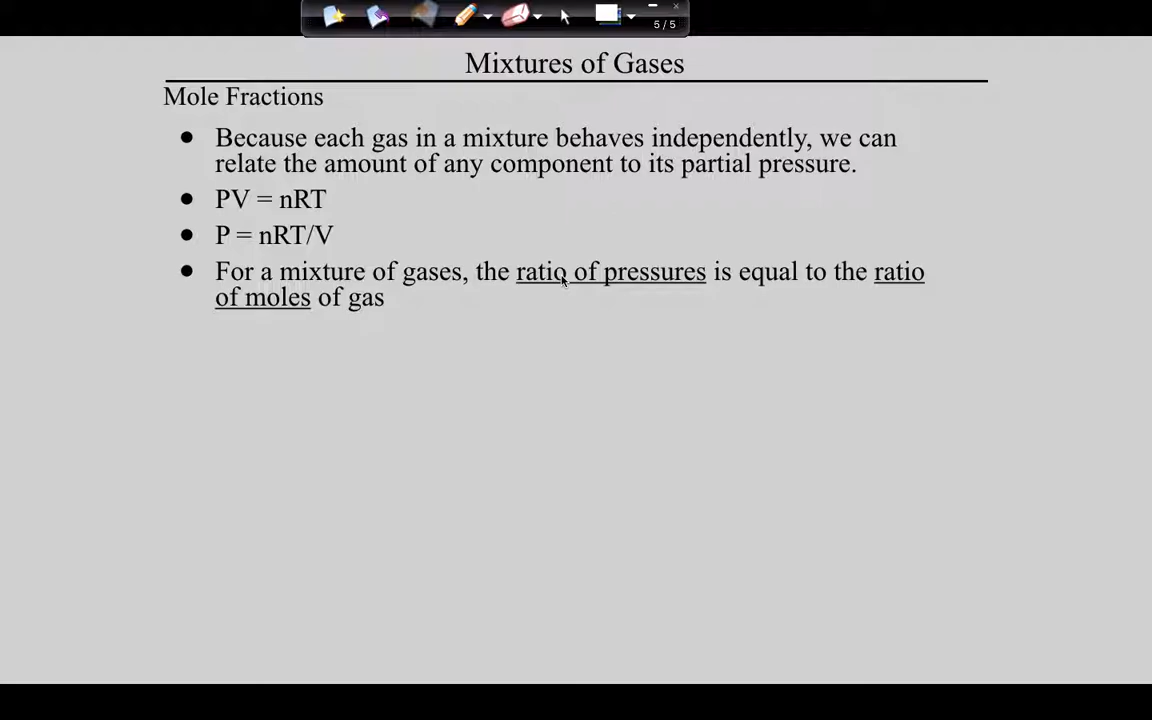 5 / 5
Mixtures of Gases
Mole Fractions
● Because each gas in a mixture behaves independently, we can
relate the amount of any component to its partial pressure.
● PV = nRT
● P = nRT/V
● For a mixture of gases, the ratio of pressures is equal to the ratio
of moles of gas